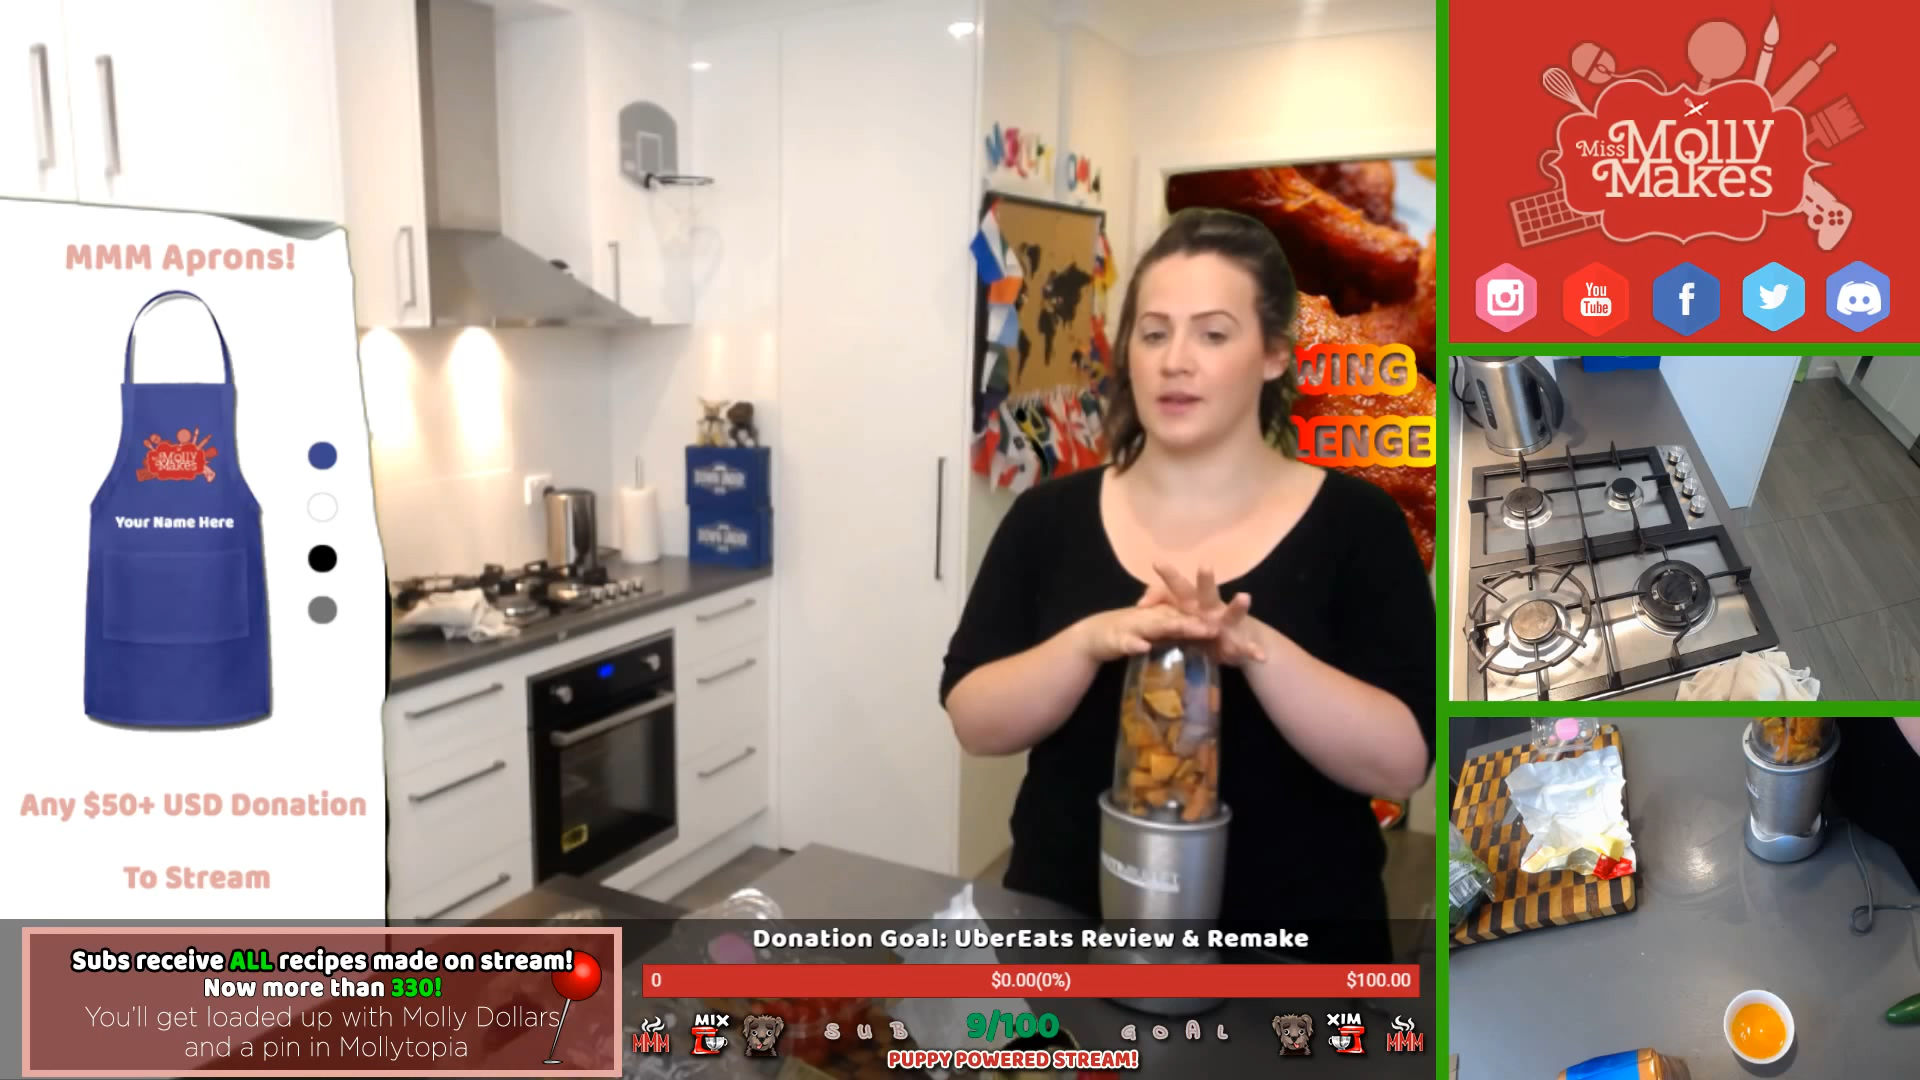 MMM Aprons!
Molly
Makes
Your Name Here
Any $50+ USD Donation
To Stream
Subs receive ALL recipes made on stream!
Now more than 330!
You'll get loaded up with Molly Dollars
and a pin in Mollytopia
WING
LENGE
Donation Goal: UberEats Review & Remake
0 $0.00(0%) $100.00
MMM MIX SUB 9/100 GOAL XIM MMM
PUPPY POWERED STREAM!
Miss Molly
Makes
You
Tube
f